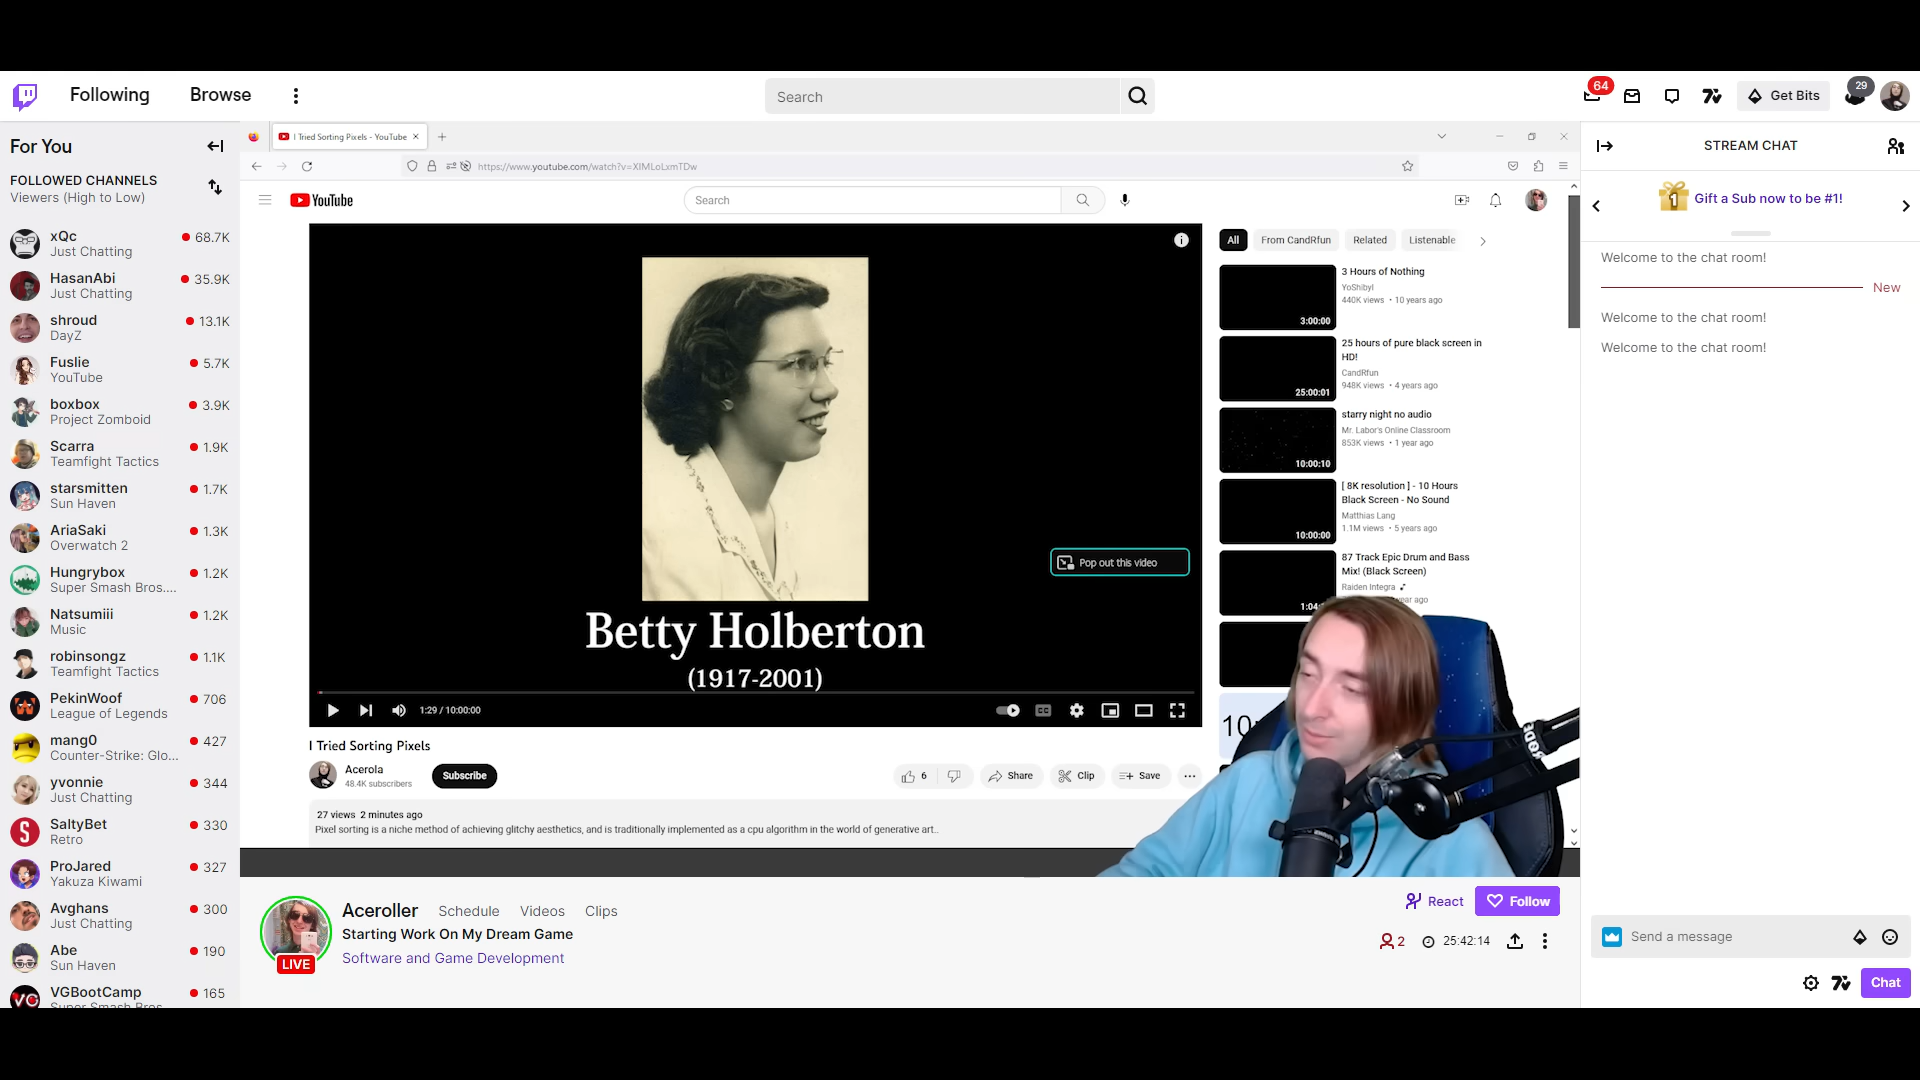 Following
Browse
Search
64
Get Bits
29
For You
FOLLOWED CHANNELS
Viewers (High to Low)
xQc
68.7K
Just Chatting
HasanAbi
35.9K
Just Chatting
shroud
13.1K
DayZ
Fuslie
5.7K
YouTube
boxbox
3.9K
Project Zomboid
Scarra
1.9K
Teamfight Tactics
starsmitten
1.7K
Sun Haven
AriaSaki
1.3K
Overwatch 2
Hungrybox
1.2K
Super Smash Bros....
Natsumiii
1.2K
Music
robinsongz
1.1K
Teamfight Tactics
PekinWoof
706
League of Legends
mang0
427
Counter-Strike: Glo...
yvonnie
344
Just Chatting
SaltyBet
330
Retro
ProJared
327
Yakuza Kiwami
Avghans
300
Just Chatting
Abe
190
Sun Haven
VGBootCamp
165
Super Smash Bros.
I Tried Sorting Pixels - YouTube
https://www.youtube.com/watch?v=XIMLoLxmTDw
YouTube
Search
Betty Holberton
(1917-2001)
Pop out this video
1:29 / 10:00:00
CC
I Tried Sorting Pixels
Acerola
48.4K subscribers
Subscribe
6
Share
Clip
Save
27 views 2 minutes ago
Pixel sorting is a niche method of achieving glitchy aesthetics, and is traditionally implemented as a cpu algorithm in the world of generative art..
All
From CandRfun
Related
Listenable
3 Hours of Nothing
YoShibyl
440K views • 10 years ago
3:00:00
25 hours of pure black screen in
HD!
CandRfun
948K views • 4 years ago
25:00:01
starry night no audio
Mr. Labor's Online Classroom
853K views • 1 year ago
10:00:10
[ 8K resolution ] - 10 Hours
Black Screen - No Sound
Matthias Lang
1.1M views • 5 years ago
10:00:00
87 Track Epic Drum and Bass
Mix! (Black Screen)
Raiden Integra
ago
RODE
LIVE
Aceroller
Schedule
Videos
Clips
Starting Work On My Dream Game
Software and Game Development
React
Follow
2
25:42:14
STREAM CHAT
1
Gift a Sub now to be #1!
Welcome to the chat room!
New
Welcome to the chat room!
Welcome to the chat room!
Send a message
Chat